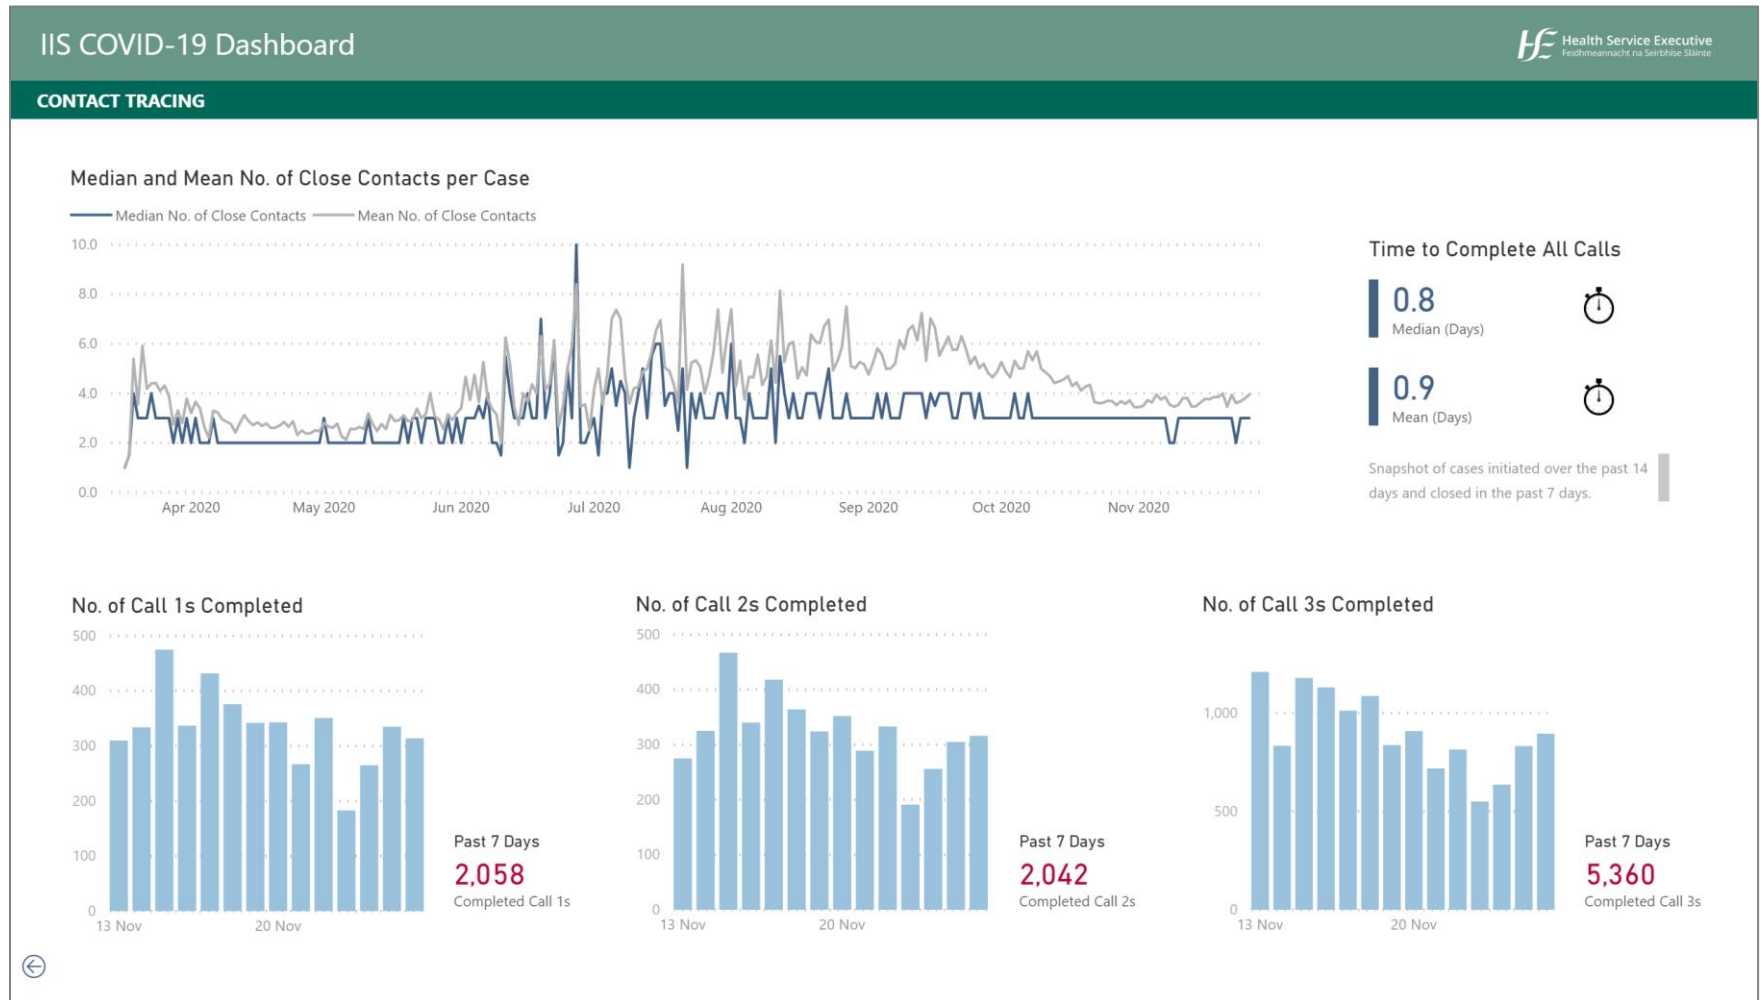 IIS COVID-19 Dashboard
Health Service Executive
Feidhmeannacht na Seirbhíse Sláinte
CONTACT TRACING
Median and Mean No. of Close Contacts per Case
Median No. of Close Contacts
Mean No. of Close Contacts
10.0
8.0
6.0
4.0
2.0
0.0
Apr 2020
May 2020
Jun 2020
Jul 2020
Aug 2020
Sep 2020
Oct 2020
Nov 2020
Time to Complete All Calls
0.8
Median (Days)
0.9
Mean (Days)
Snapshot of cases initiated over the past 14
days and closed in the past 7 days.
No. of Call 1s Completed
500
400
300
200
100
0
13 Nov
20 Nov
Past 7 Days
2,058
Completed Call 1s
No. of Call 2s Completed
500
400
300
200
100
0
13 Nov
20 Nov
Past 7 Days
2,042
Completed Call 2s
No. of Call 3s Completed
1,000
500
0
13 Nov
20 Nov
Past 7 Days
5,360
Completed Call 3s